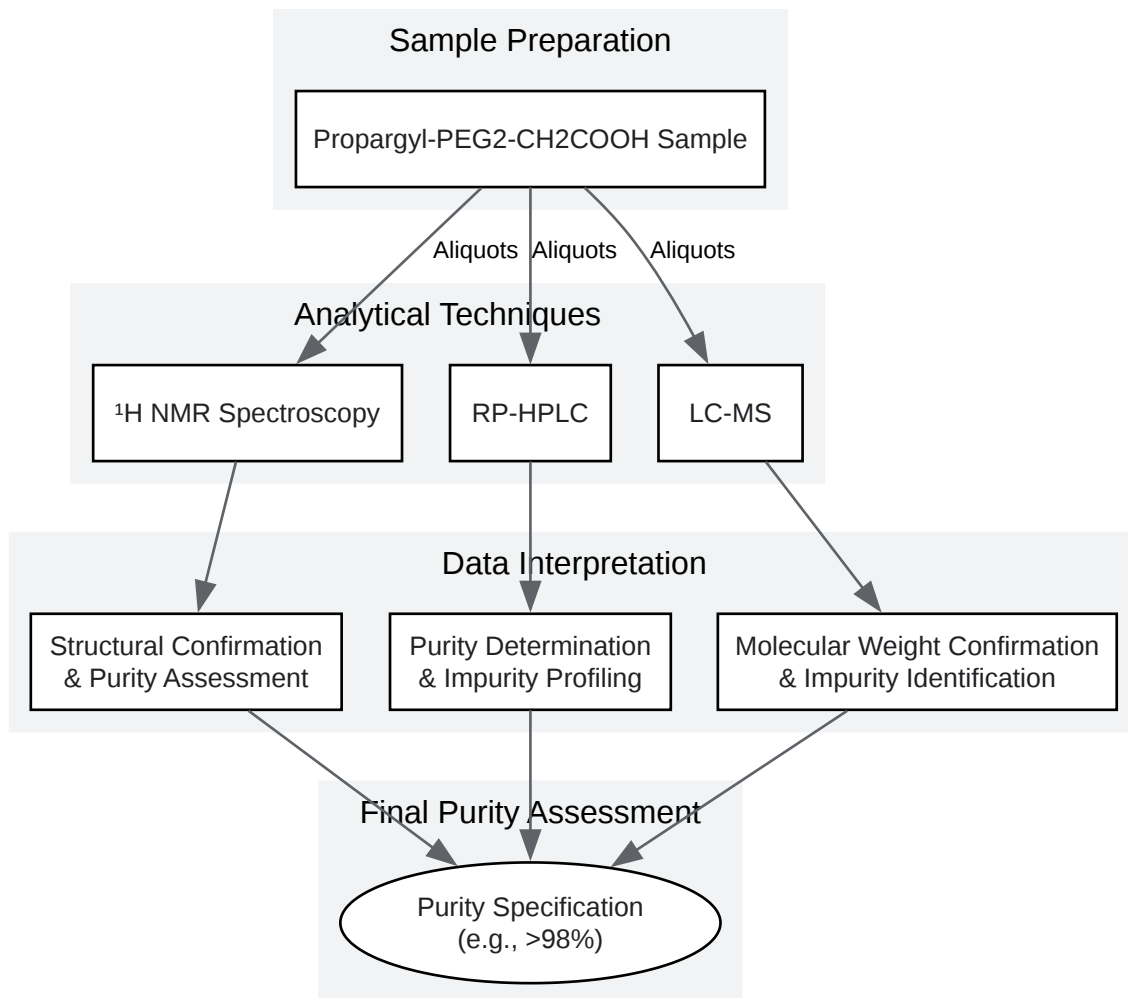 Sample Preparation
Propargyl-PEG2-CH2COOH Sample
Aliquots Aliquots Aliquots
Analytical Techniques
¹H NMR Spectroscopy
RP-HPLC
LC-MS
Data Interpretation
Structural Confirmation
& Purity Assessment
Purity Determination
& Impurity Profiling
Molecular Weight Confirmation
& Impurity Identification
Final Purity Assessment
Purity Specification
(e.g., >98%)